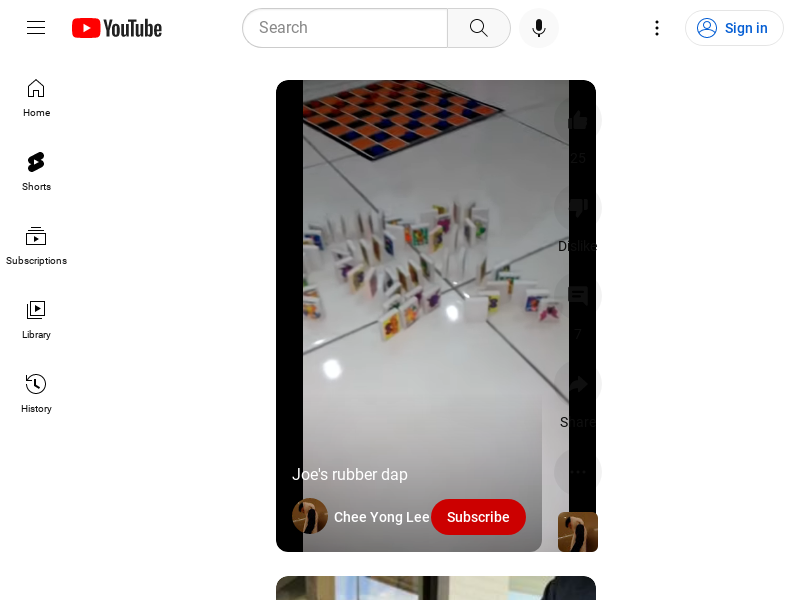 YouTube
Search
Sign in
Home
Shorts
Subscriptions
Library
History
25
Dislike
7
Share
Joe's rubber dap
Chee Yong Lee
Subscribe